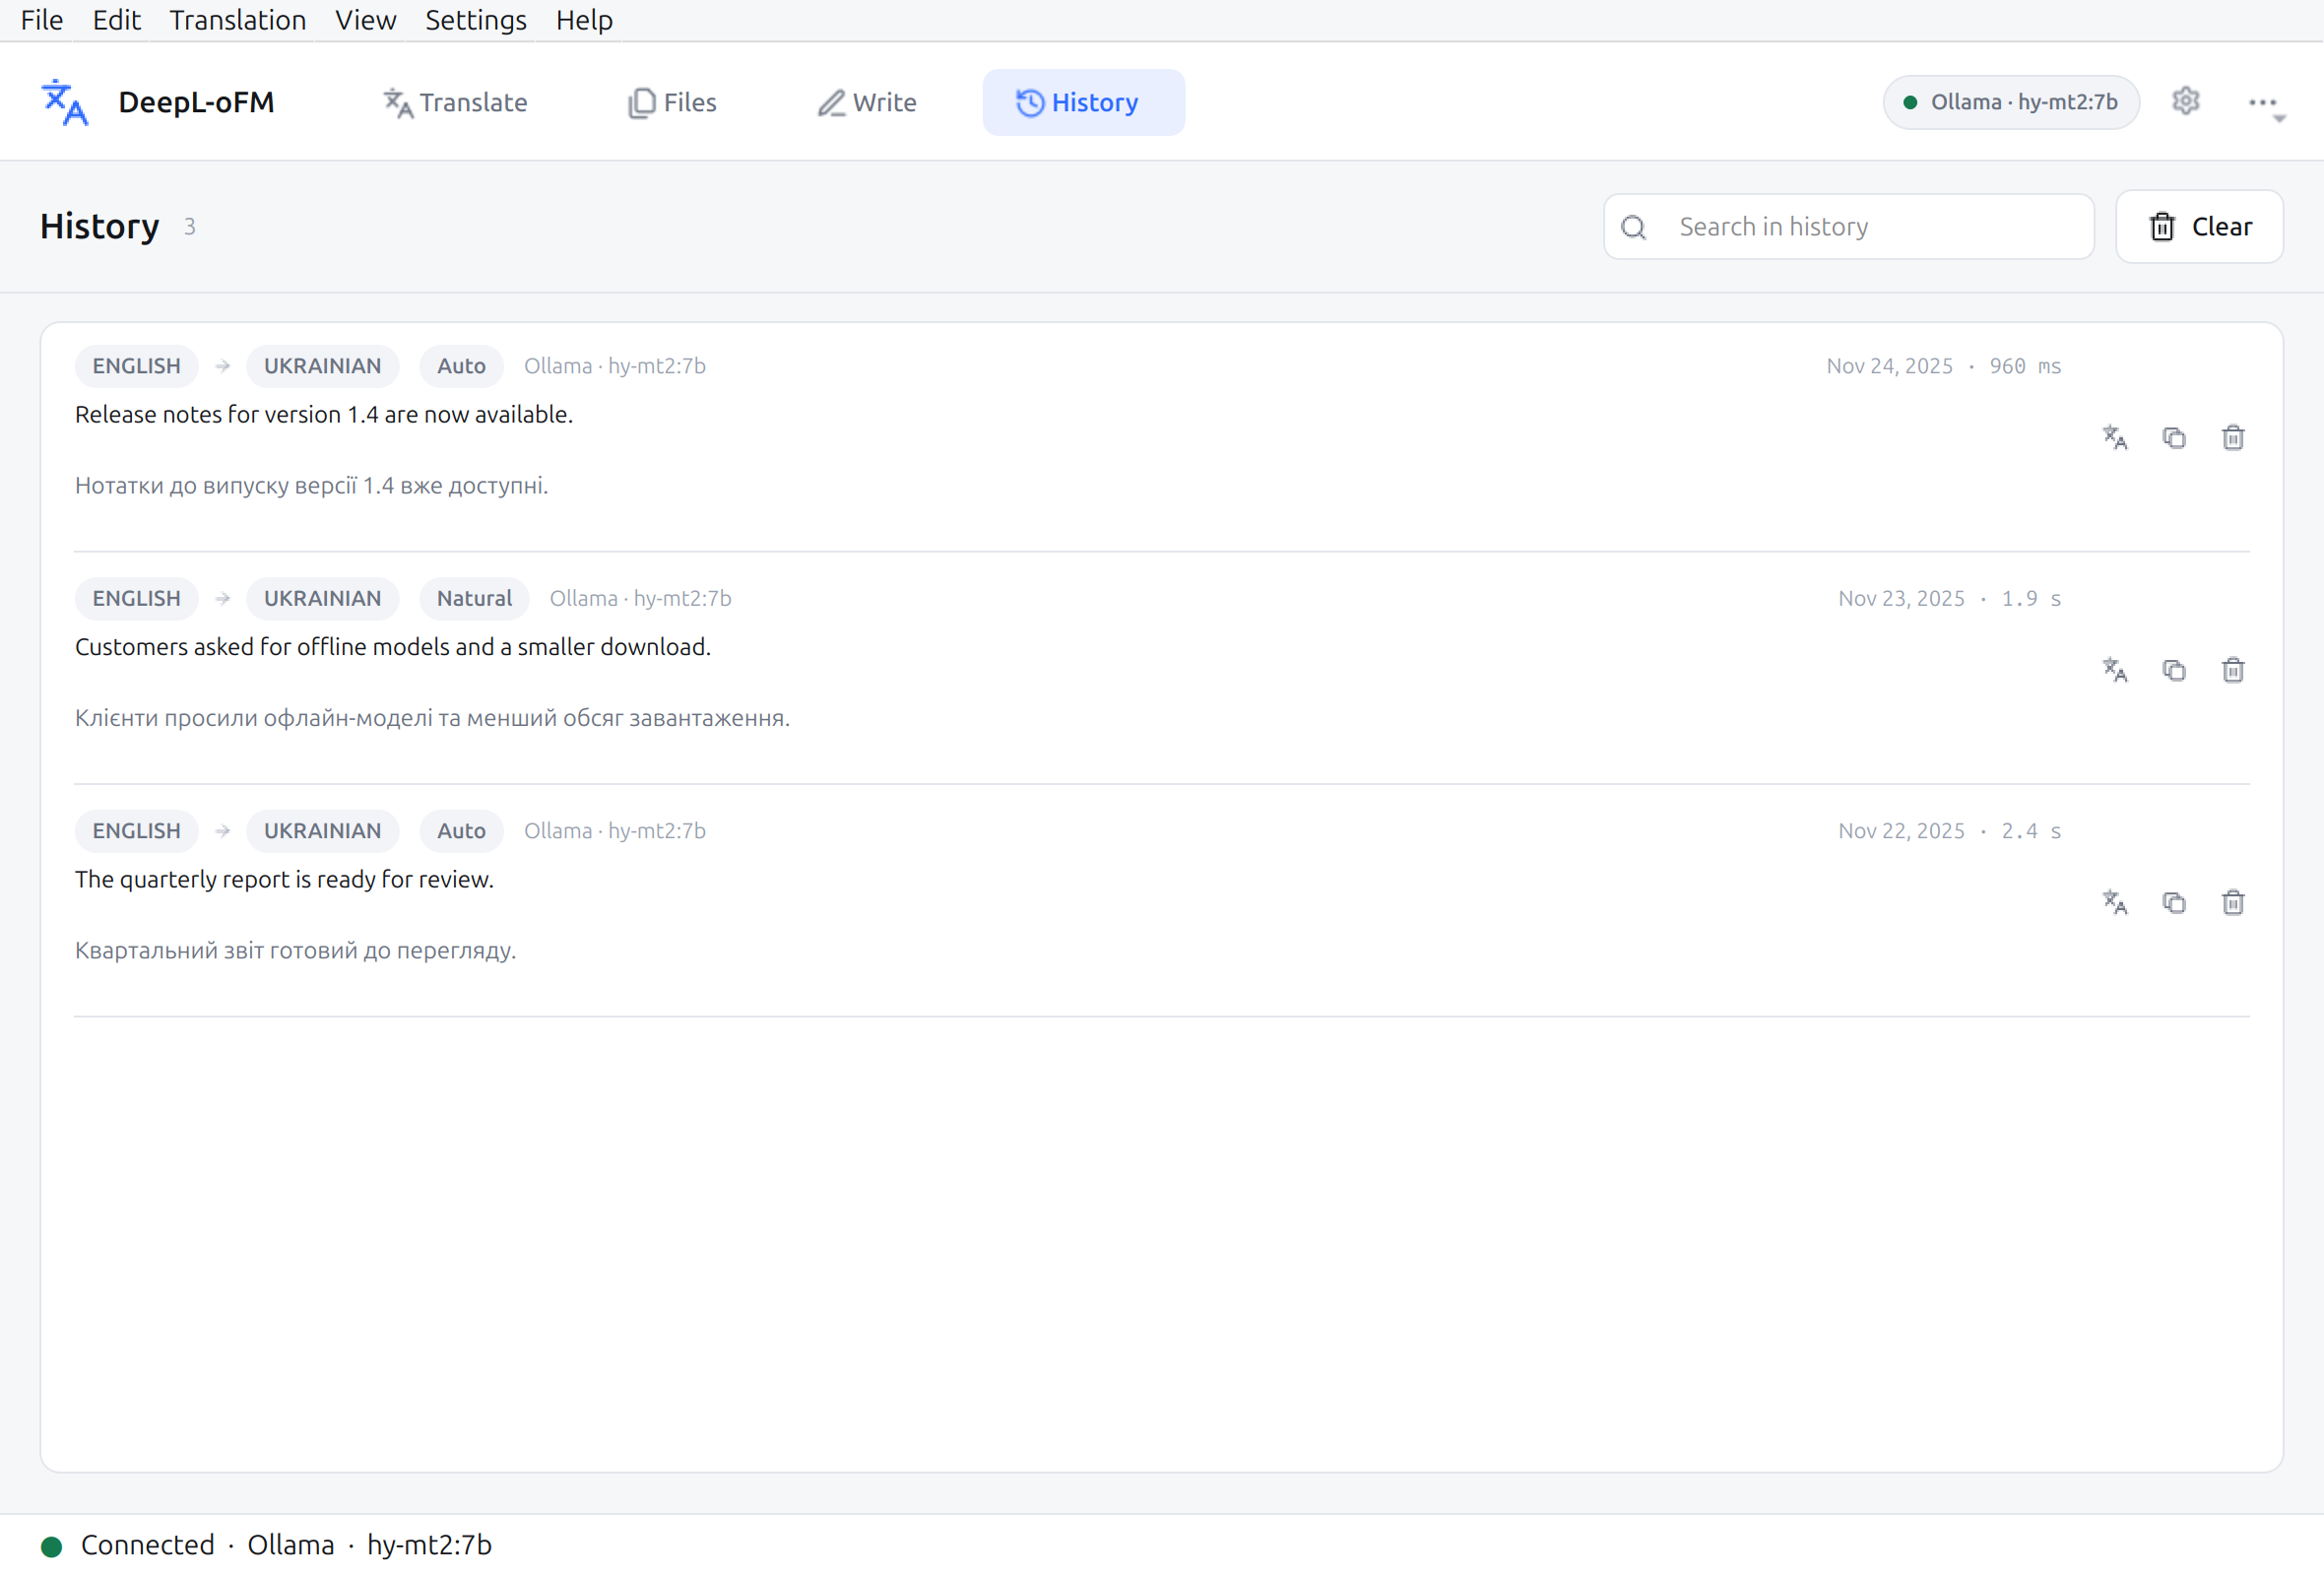 File Edit Translation View Settings Help
DeepL-oFM Translate Files Write History Ollama · hy-mt2:7b
History 3 Search in history Clear
ENGLISH → UKRAINIAN Auto Ollama · hy-mt2:7b Nov 24, 2025 · 960 ms
Release notes for version 1.4 are now available.
Нотатки до випуску версії 1.4 вже доступні.
ENGLISH → UKRAINIAN Natural Ollama · hy-mt2:7b Nov 23, 2025 · 1.9 s
Customers asked for offline models and a smaller download.
Клієнти просили офлайн-моделі та менший обсяг завантаження.
ENGLISH → UKRAINIAN Auto Ollama · hy-mt2:7b Nov 22, 2025 · 2.4 s
The quarterly report is ready for review.
Квартальний звіт готовий до перегляду.
Connected · Ollama · hy-mt2:7b